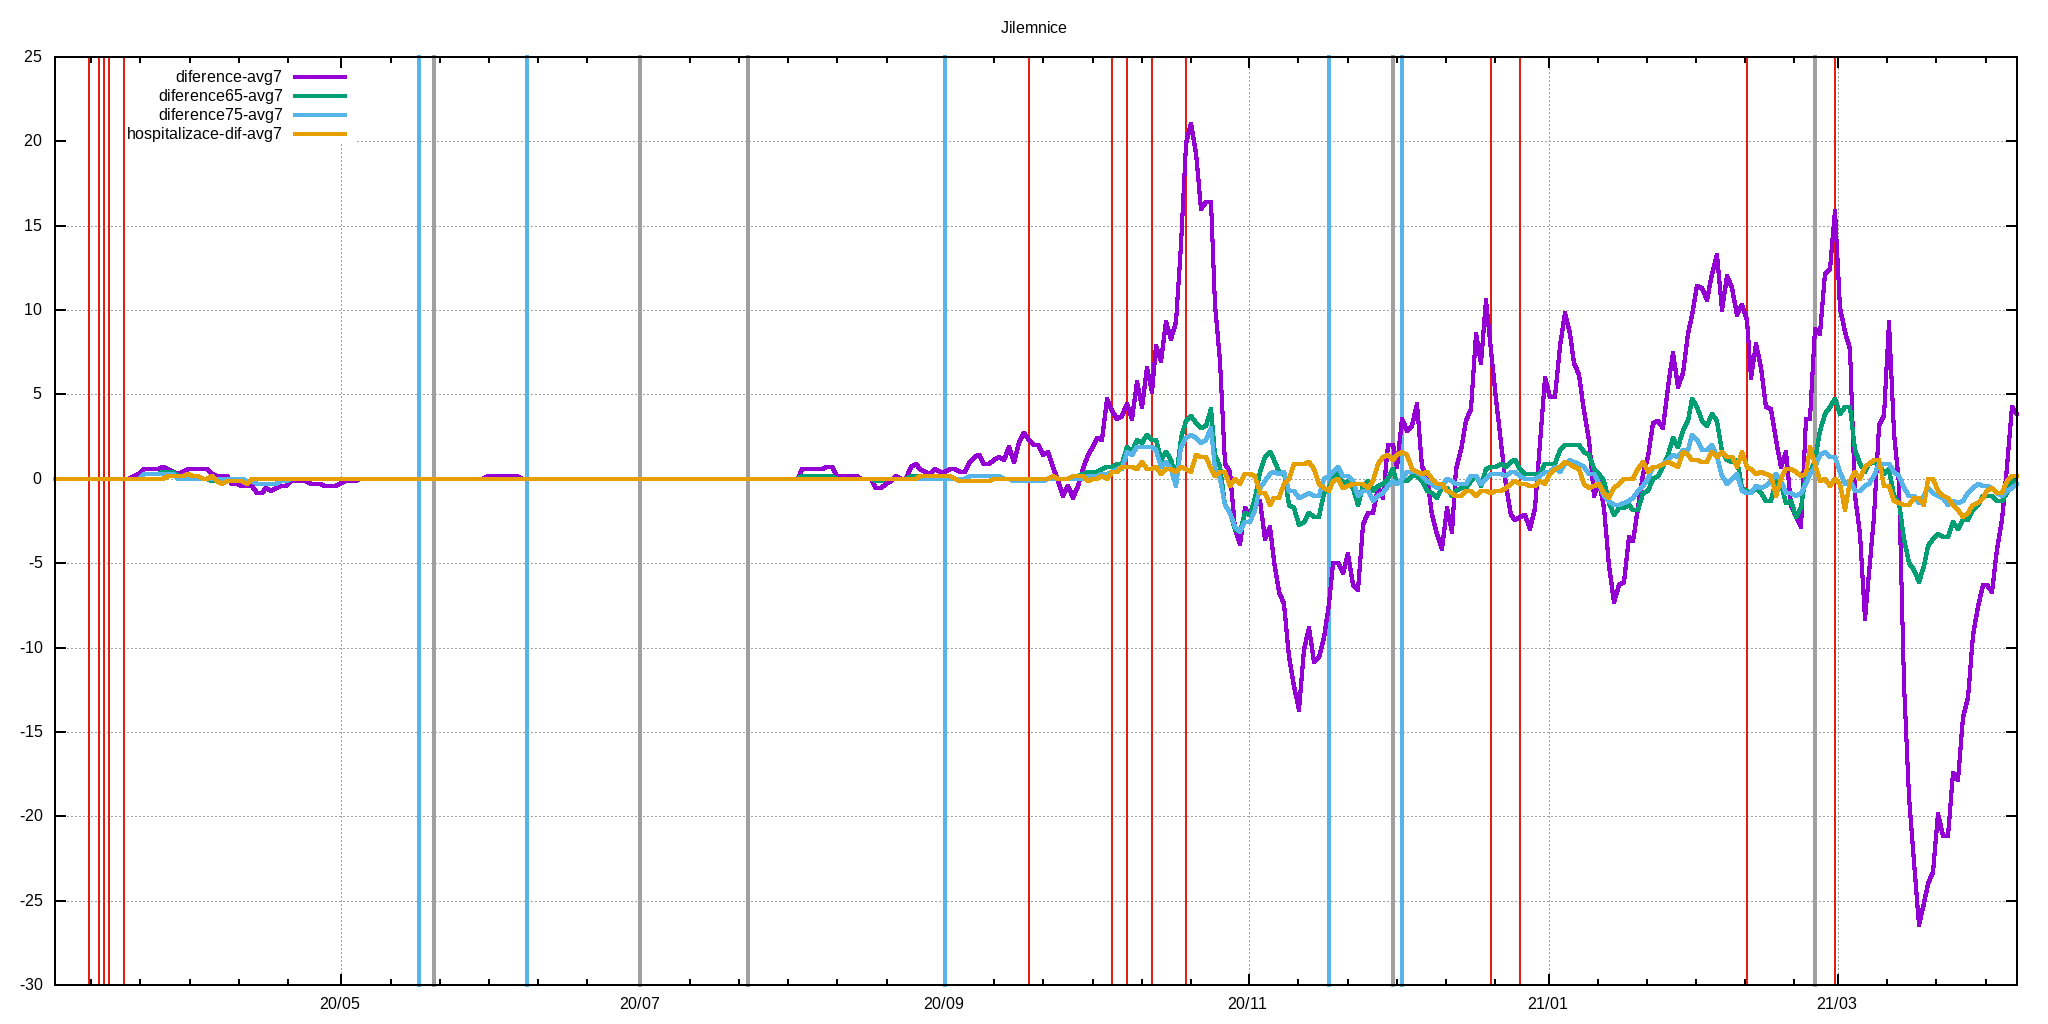 Jilemnice
25
diference-avg7
diference65-avg7
diference75-avg7
hospitalizace-dif-avg7
20
15
10
5
0
-5
-10
-15
-20
-25
-30
20/05 20/07 20/09 20/11 21/01 21/03